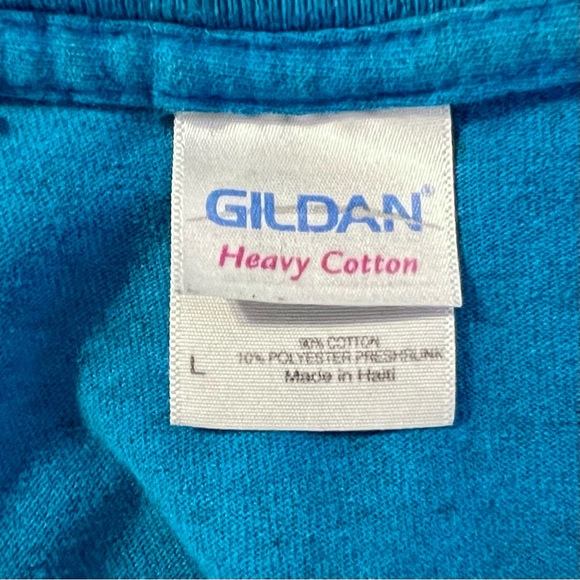 GILDAN®
Heavy Cotton
90% COTTON
10% POLYESTER PRESHRUNK
L
Made in Haiti